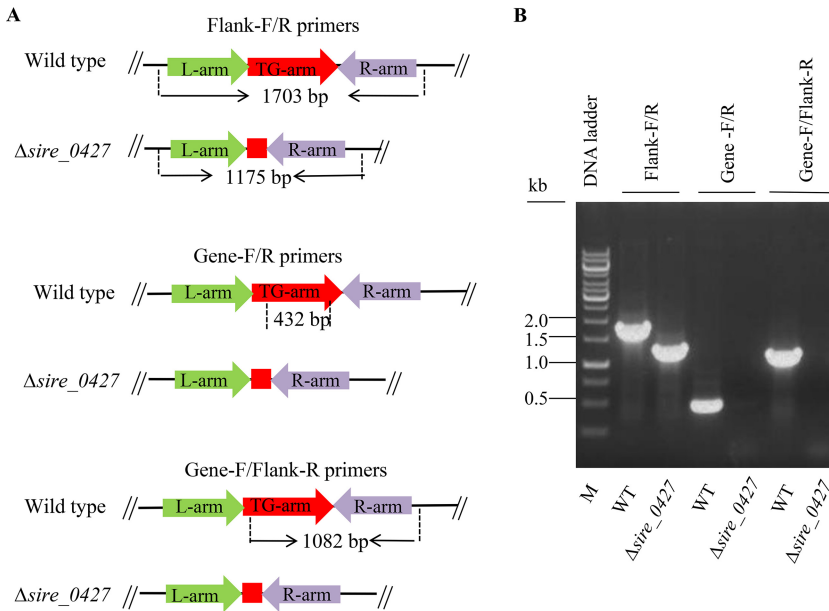 A
Flank-F/R primers
Wild type // L-arm TG-arm R-arm //
1703 bp
Δsire_0427 // L-arm R-arm //
1175 bp
Gene-F/R primers
Wild type // L-arm TG-arm R-arm //
432 bp
Δsire_0427 // L-arm R-arm //
Gene-F/Flank-R primers
Wild type // L-arm TG-arm R-arm //
1082 bp
Δsire_0427 // L-arm R-arm //
B
kb
DNA ladder
Flank-F/R
Gene -F/R
Gene-F/Flank-R
2.0
1.5
1.0
0.5
M
WT
Δsire_0427
WT
Δsire_0427
WT
Δsire_0427